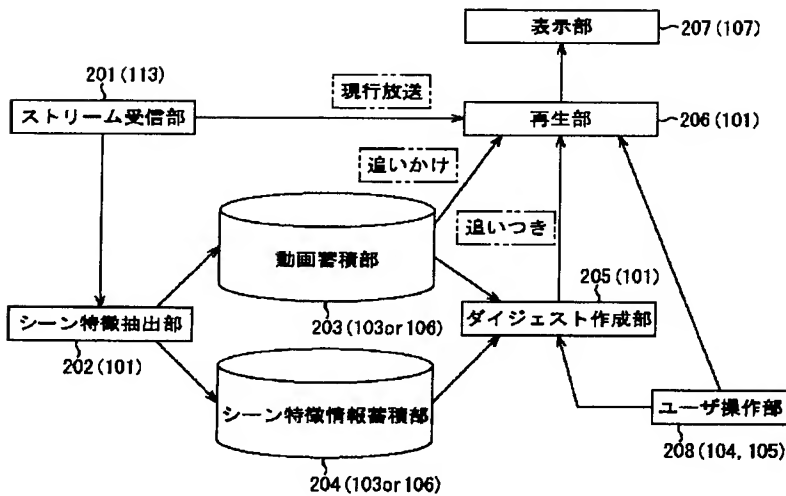 表示部
207(107)
201(113)
現行放送
ストリーム受信部
再生部
206(101)
追いかけ
追いつき
動画蓄積部
205(101)
シーン特徴抽出部
203(103or106)
ダイジェスト作成部
202(101)
シーン特徴情報蓄積部
ユーザ操作部
208(104,105)
204(103or106)